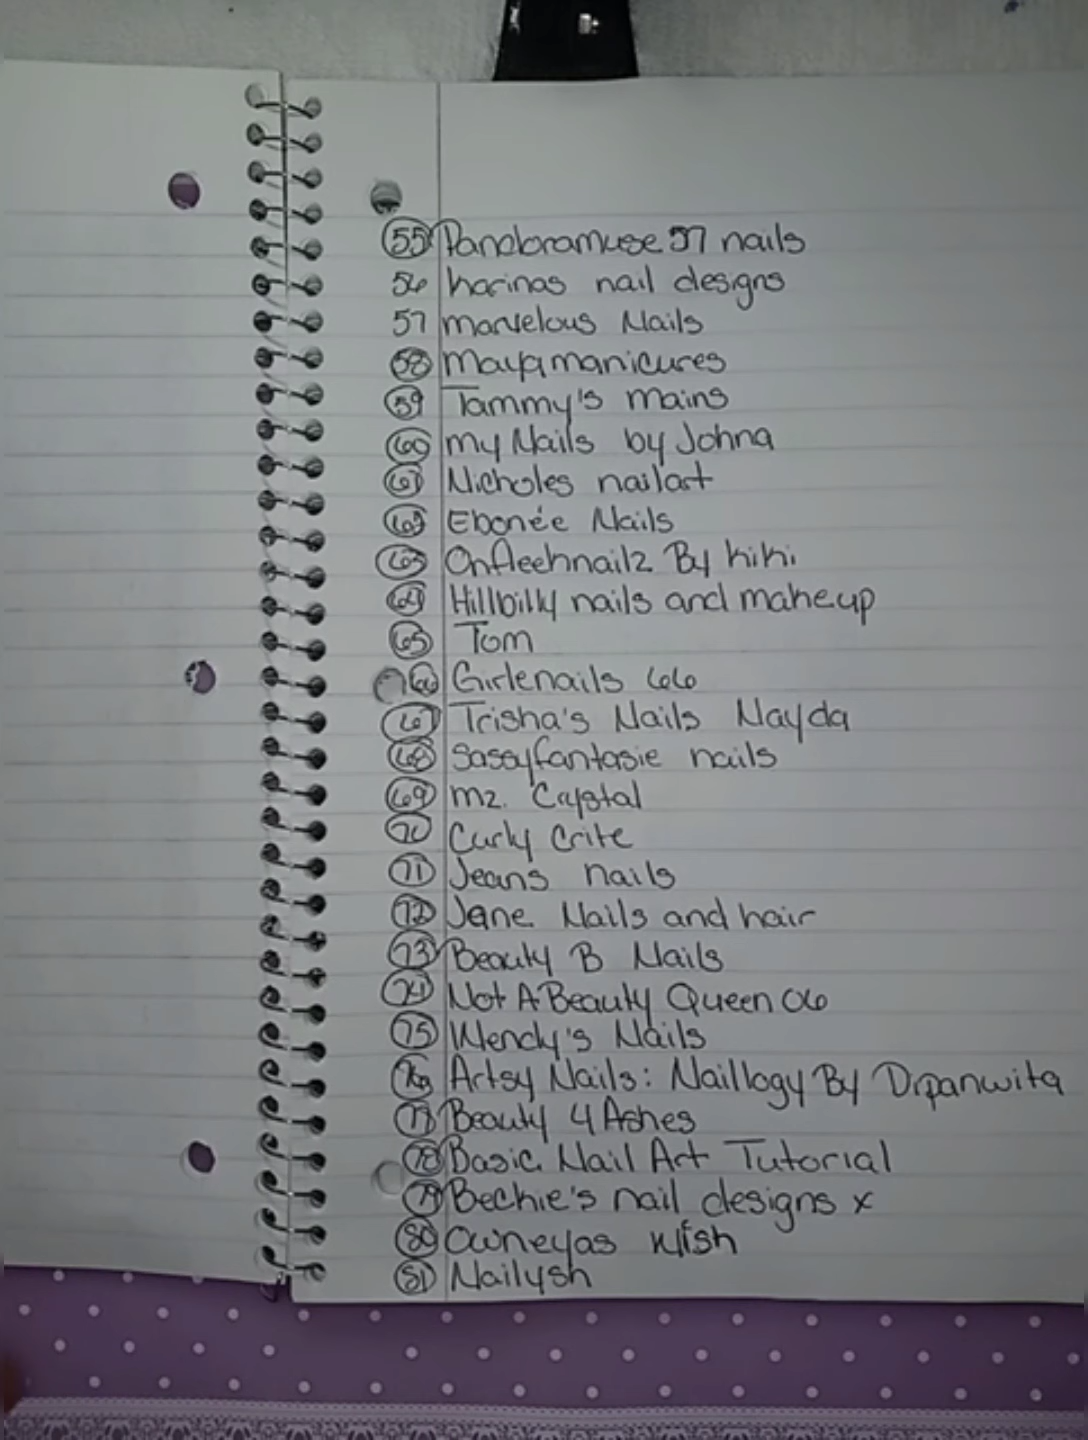 55 Pandoramuse 57 nails
56 karinas nail designs
57 marvelous Nails
58 Mayamanicures
59 Tammy's mains
60 my Nails by Johna
61 Nicholes nailart
62 Ebonée Nails
63 Onfleeknailz By kiki
64 Hillbilly nails and makeup
65 Tom
66 Girlenails 66
67 Trisha's Nails Nayda
68 Sassyfantasie nails
69 mz. Crystal
70 Curly Crite
71 Jeans nails
72 Jane Nails and hair
73 Beauty B Nails
74 Not A Beauty Queen 06
75 Wendy's Nails
76 Artsy Nails: Naillogy By Dipanwita
77 Beauty 4 Ashes
78 Basic Nail Art Tutorial
79 Beckie's nail designs x
80 Owneyas Wish
81 Nailysh